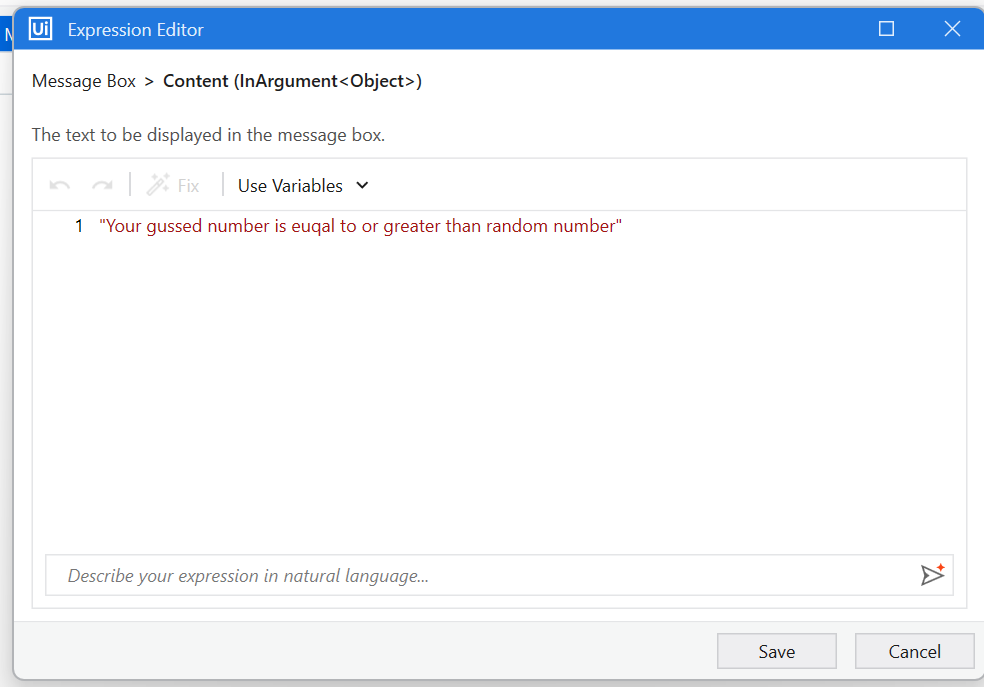 Ui Expression Editor
Message Box > Content (InArgument<Object>)
The text to be displayed in the message box.
Fix Use Variables
1 "Your gussed number is euqal to or greater than random number"
Describe your expression in natural language...
Save Cancel